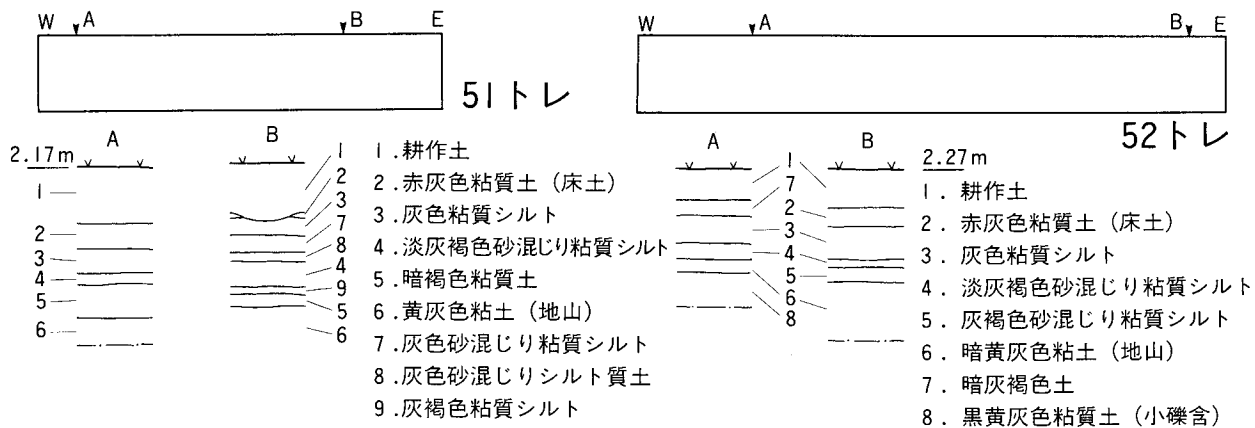 W A B E
51トレ
A B
2.17m
1
2
3
4
5
6
1
2
3
7
8
4
9
5
6
1.耕作土
2.赤灰色粘質土(床土)
3.灰色粘質シルト
4.淡灰褐色砂混じり粘質シルト
5.暗褐色粘質土
6.黄灰色粘土(地山)
7.灰色砂混じり粘質シルト
8.灰色砂混じりシルト質土
9.灰褐色粘質シルト
W A B E
52トレ
A B
2.27m
1
7
2
3
4
5
6
8
1.耕作土
2.赤灰色粘質土(床土)
3.灰色粘質シルト
4.淡灰褐色砂混じり粘質シルト
5.灰褐色砂混じり粘質シルト
6.暗黄灰色粘土(地山)
7.暗灰褐色土
8.黒黄灰色粘質土(小礫含)